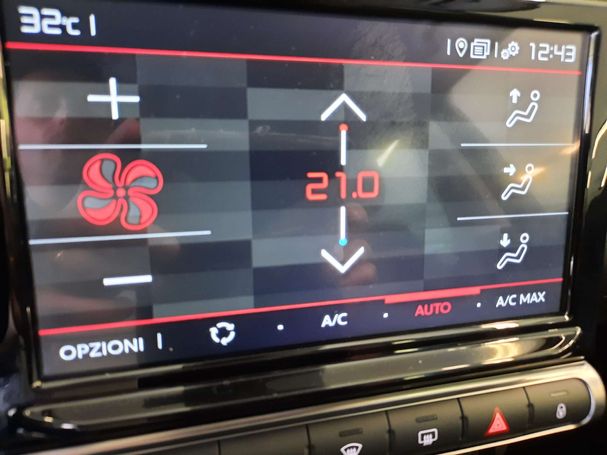 32°C
12:43
21.0
OPZIONI
A/C
AUTO
A/C MAX